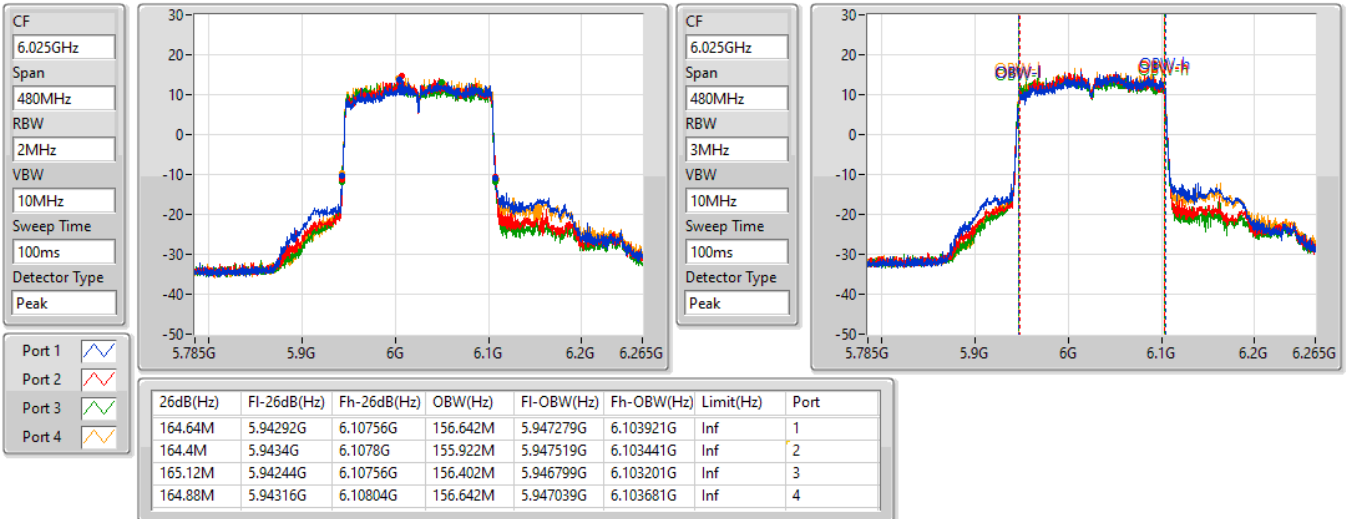 CF
6.025GHz
Span
480MHz
RBW
2MHz
VBW
10MHz
Sweep Time
100ms
Detector Type
Peak
30
20
10
0
-10
-20
-30
-40
-50
5.785G 5.9G 6G 6.1G 6.2G 6.265G
CF
6.025GHz
Span
480MHz
RBW
3MHz
VBW
10MHz
Sweep Time
100ms
Detector Type
Peak
30
20
10
0
-10
-20
-30
-40
-50
OBW-l OBW-h
5.785G 5.9G 6G 6.1G 6.2G 6.265G
Port 1
Port 2
Port 3
Port 4
26dB(Hz) Fl-26dB(Hz) Fh-26dB(Hz) OBW(Hz) Fl-OBW(Hz) Fh-OBW(Hz) Limit(Hz) Port
164.64M 5.94292G 6.10756G 156.642M 5.947279G 6.103921G Inf 1
164.4M 5.9434G 6.1078G 155.922M 5.947519G 6.103441G Inf 2
165.12M 5.94244G 6.10756G 156.402M 5.946799G 6.103201G Inf 3
164.88M 5.94316G 6.10804G 156.642M 5.947039G 6.103681G Inf 4